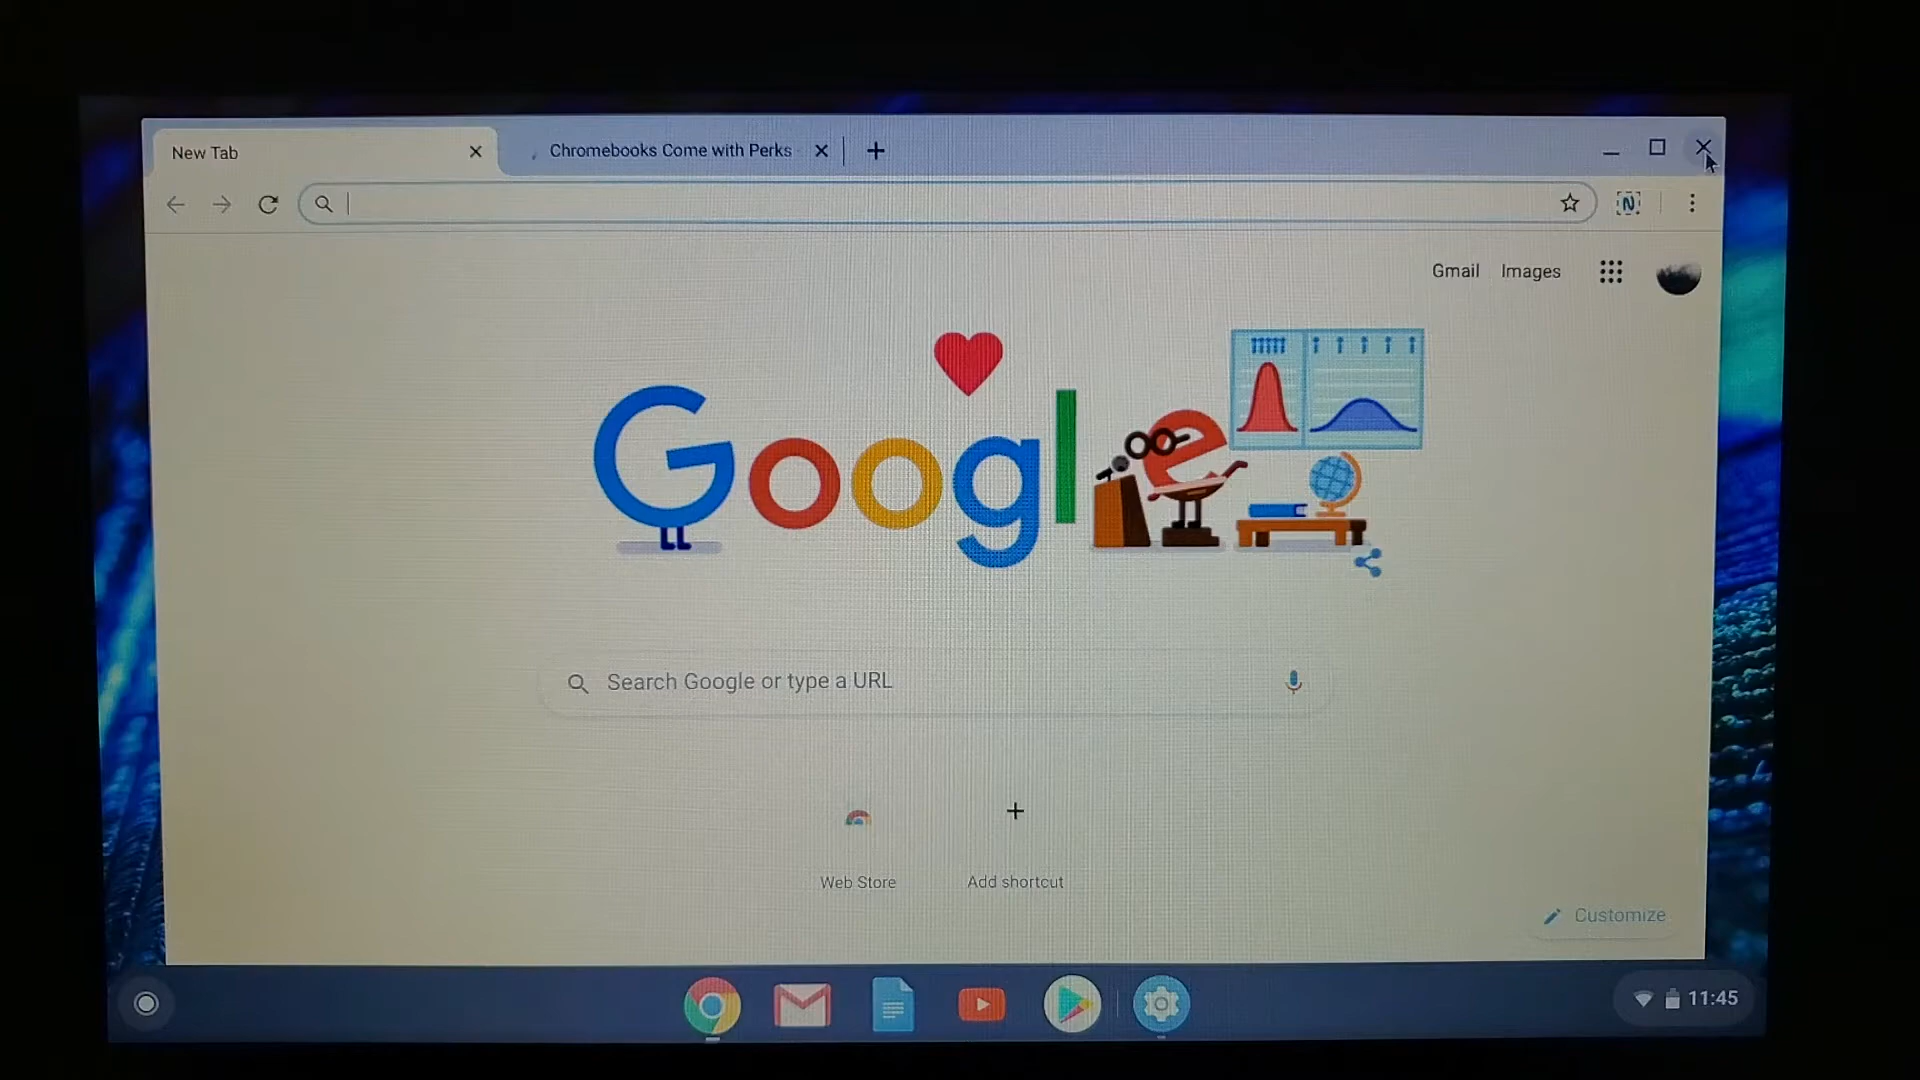 New Tab
Chromebooks Come with Perks
Gmail Images
Google
Search Google or type a URL
Web Store
Add shortcut
Customize
11:45